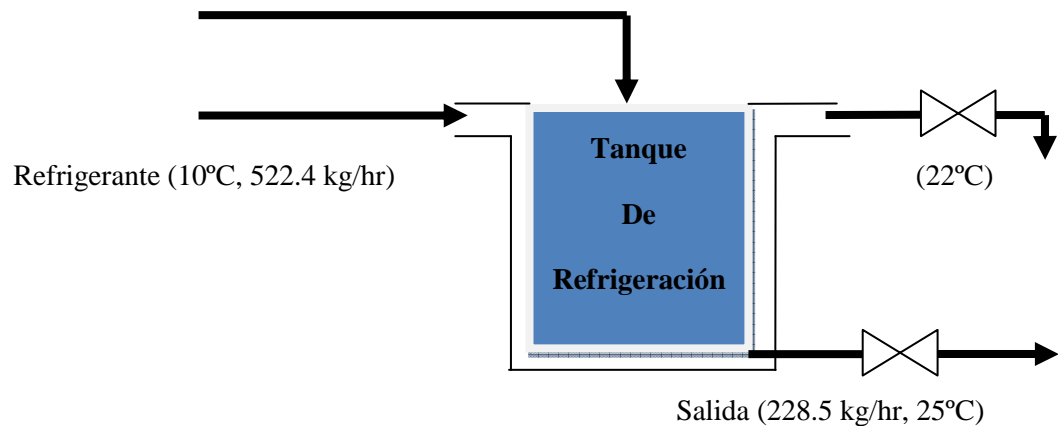 Tanque
De
Refrigeración
Refrigerante (10ºC, 522.4 kg/hr)
(22ºC)
Salida (228.5 kg/hr, 25ºC)